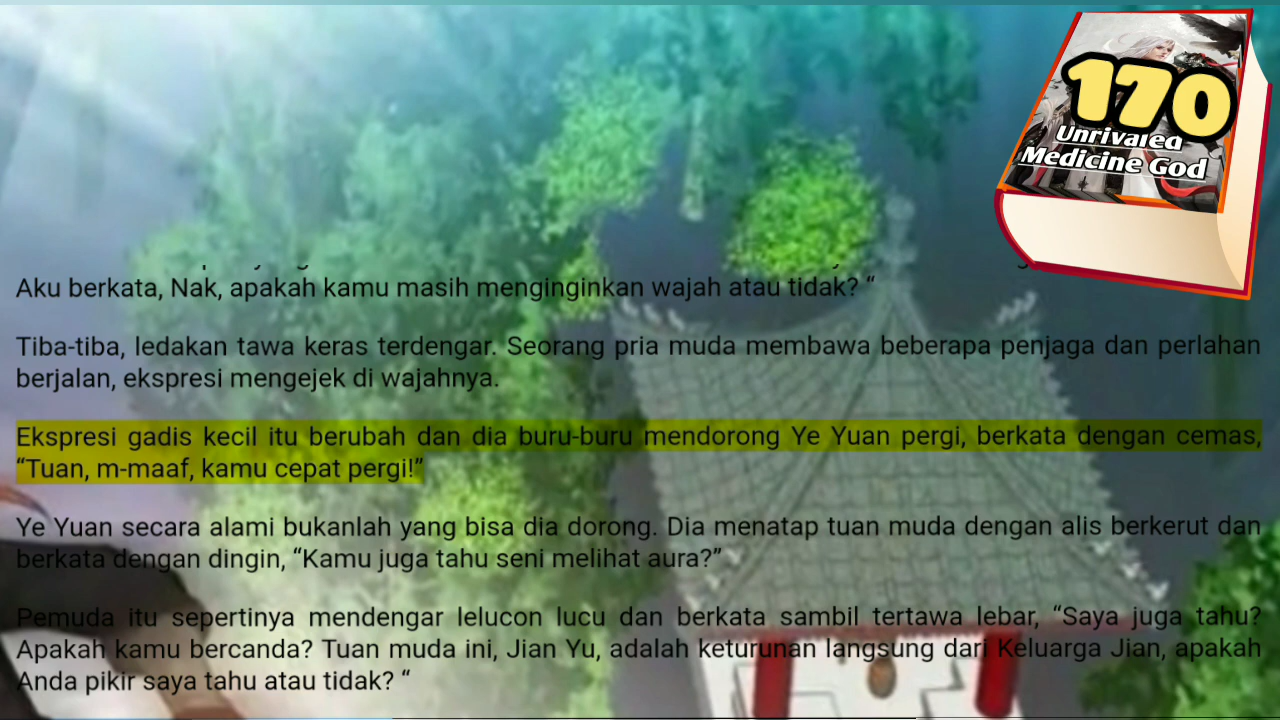 170
Unrivaled
Medicine God
Aku berkata, Nak, apakah kamu masih menginginkan wajah atau tidak? “
Tiba-tiba, ledakan tawa keras terdengar. Seorang pria muda membawa beberapa penjaga dan perlahan
berjalan, ekspresi mengejek di wajahnya.
Ekspresi gadis kecil itu berubah dan dia buru-buru mendorong Ye Yuan pergi, berkata dengan cemas,
“Tuan, m-maaf, kamu cepat pergi!”
Ye Yuan secara alami bukanlah yang bisa dia dorong. Dia menatap tuan muda dengan alis berkerut dan
berkata dengan dingin, “Kamu juga tahu seni melihat aura?”
Pemuda itu sepertinya mendengar lelucon lucu dan berkata sambil tertawa lebar, “Saya juga tahu?
Apakah kamu bercanda? Tuan muda ini, Jian Yu, adalah keturunan langsung dari Keluarga Jian, apakah
Anda pikir saya tahu atau tidak? “